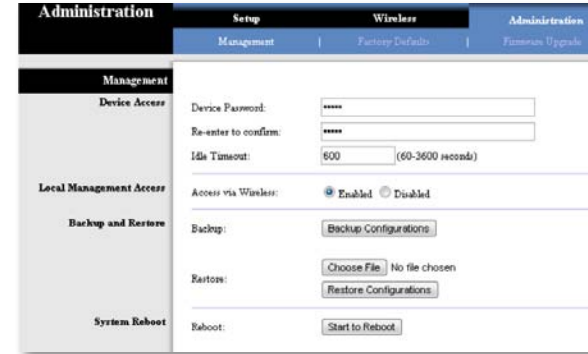 Administration
Setup Wireless Administration
Management | Factory Defaults | Firmware Upgrade
Management
Device Access
Device Password: •••••
Re-enter to confirm: •••••
Idle Timeout: 600 (60-3600 seconds)
Local Management Access
Access via Wireless: Enabled Disabled
Backup and Restore
Backup: Backup Configurations
Restore: Choose File No file chosen
Restore Configurations
System Reboot
Reboot: Start to Reboot